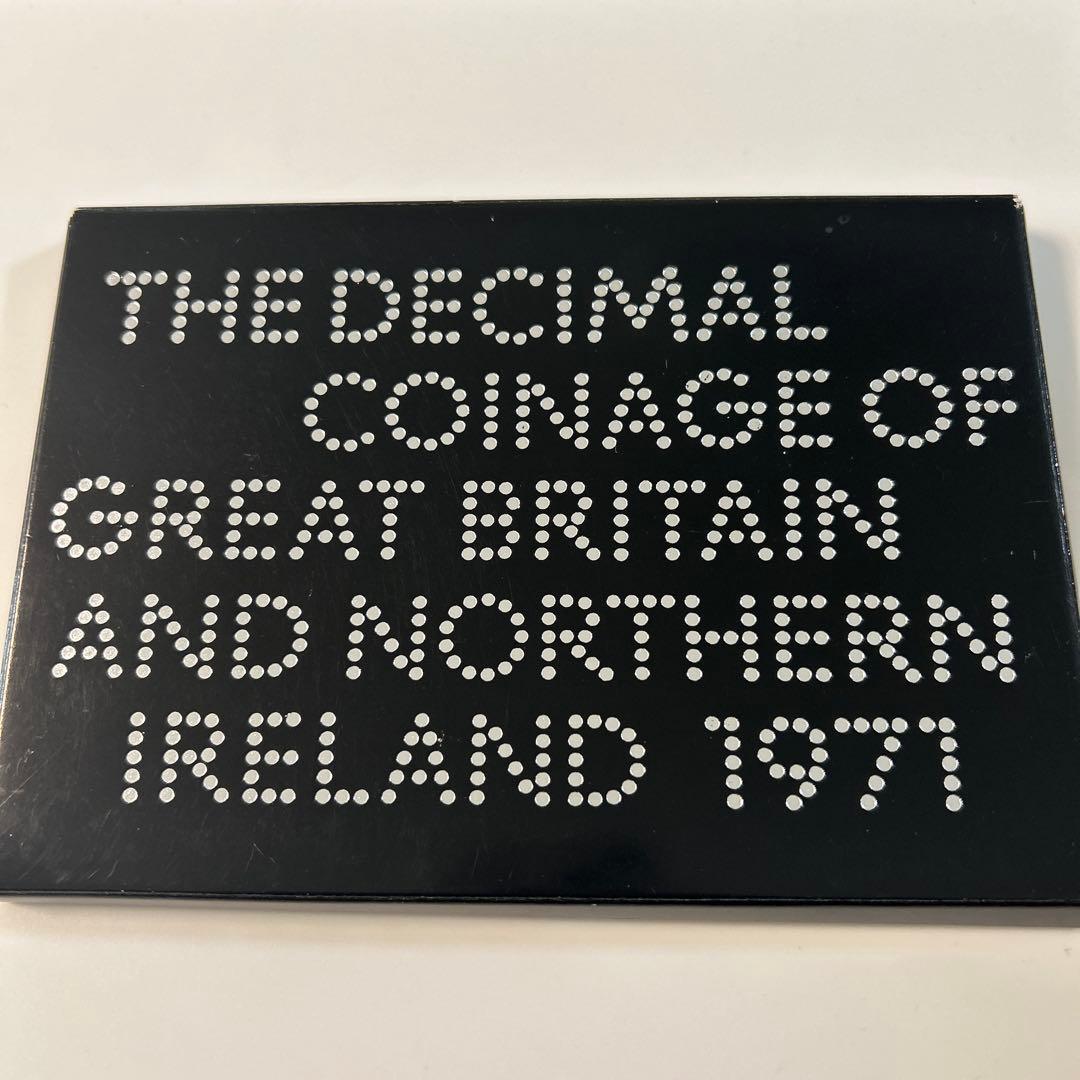 THE DECIMAL
COINAGE OF
GREAT BRITAIN
AND NORTHERN
IRELAND 1971